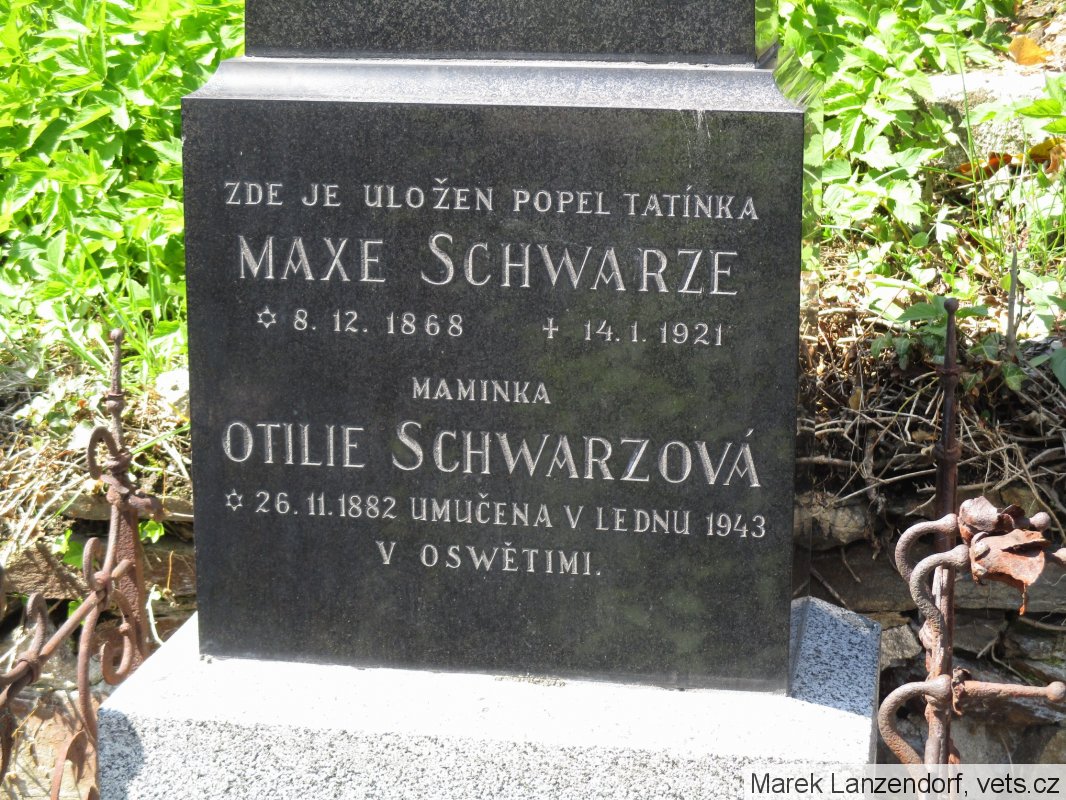 ZDE JE ULOŽEN POPEL TATÍNKA
MAXE SCHWARZE
✡ 8. 12. 1868 ✝ 14. 1. 1921
MAMINKA
OTILIE SCHWARZOVÁ
✡ 26. 11. 1882 UMUČENA V LEDNU 1943
V OSWĚTIMI.
Marek Lanzendorf, vets.cz